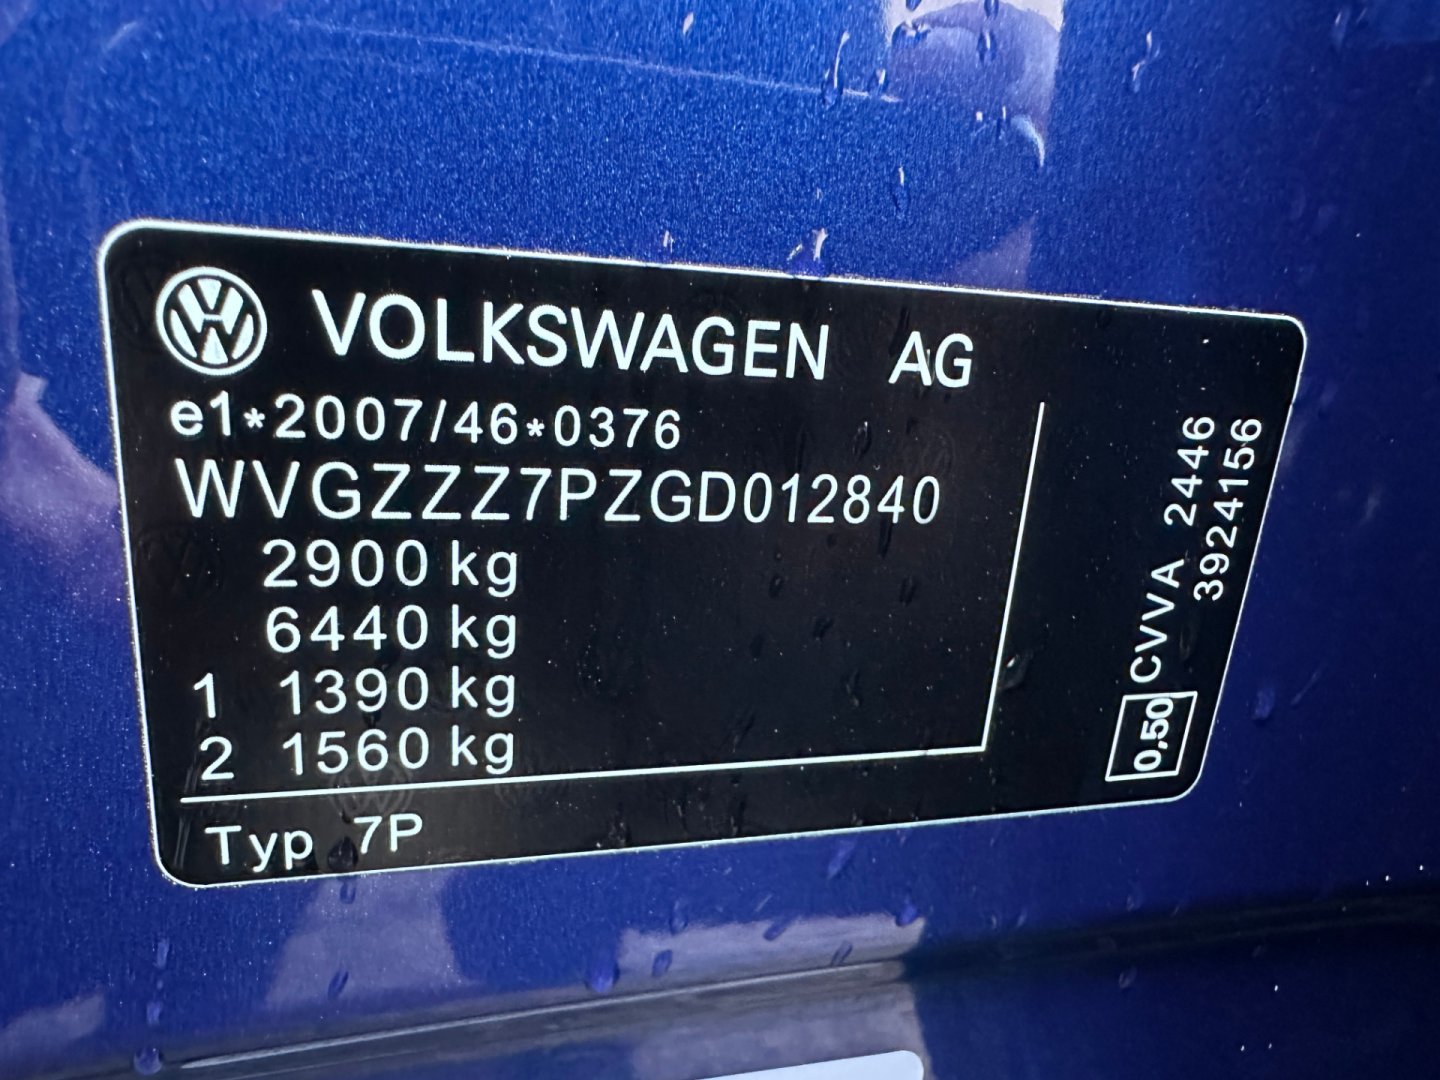 VOLKSWAGEN AG
e1*2007/46*0376
WVGZZZ7PZGD012840
2900 kg
6440 kg
1 1390 kg
2 1560 kg
Typ 7P
0,50 CVVA 2446
3924156